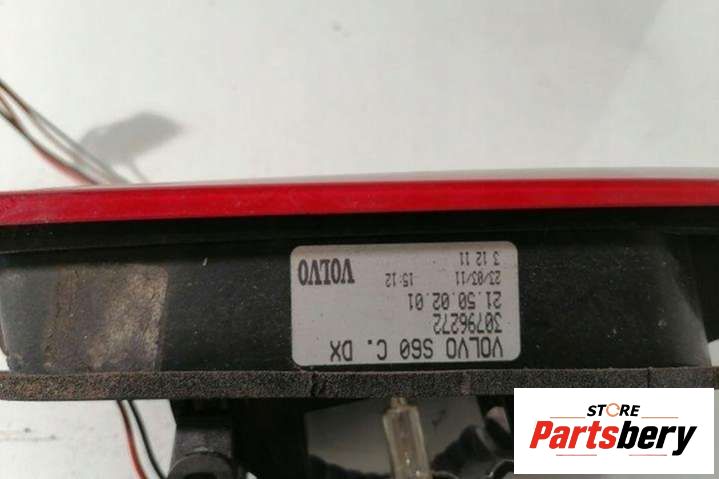 VOLVO S60 C. DX
30796272
21.50.02.01
23/03/11 15:12
3 12 11
VOLVO
STORE
Partsbery